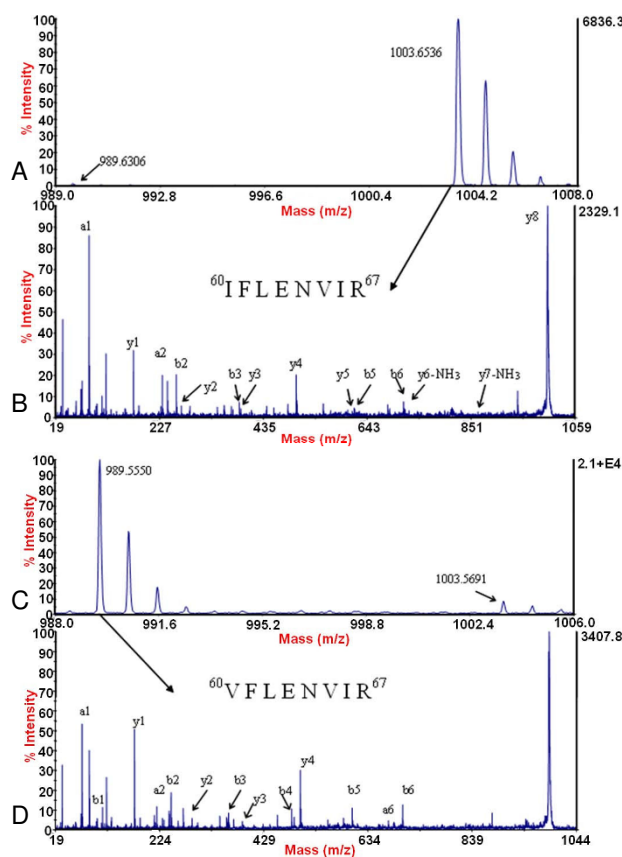 6836.3
% Intensity
100
90
80
70
60
50
40
30
20
10
0
1003.6536
989.6306
A
989.0 992.8 996.6 1000.4 1004.2 1008.0
Mass (m/z)
2329.1
% Intensity
100
90
80
70
60
50
40
30
20
10
0
a1
y8
60IFLENVIR67
y1
a2
b2
y2
b3
y3
y4
y5
b5
b6
y6-NH3
y7-NH3
B
19 227 435 643 851 1059
Mass (m/z)
2.1+E4
% Intensity
100
90
80
70
60
50
40
30
20
10
0
989.5550
1003.5691
C
988.0 991.6 995.2 998.8 1002.4 1006.0
Mass (m/z)
3407.8
% Intensity
100
90
80
70
60
50
40
30
20
10
0
60VFLENVIR67
a1
y1
b1
a2
b2
y2
b3
y3
b4
y4
b5
a6
b6
D
19 224 429 634 839 1044
Mass (m/z)